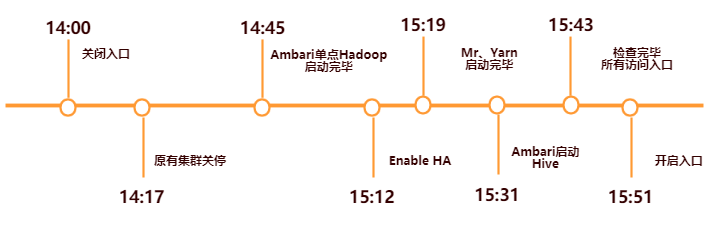 14:00
关闭入口
14:17
原有集群关停
14:45
Ambari单点Hadoop
启动完毕
15:12
Enable HA
15:19
Mr、Yarn
启动完毕
15:31
Ambari启动
Hive
15:43
检查完毕
所有访问入口
15:51
开启入口